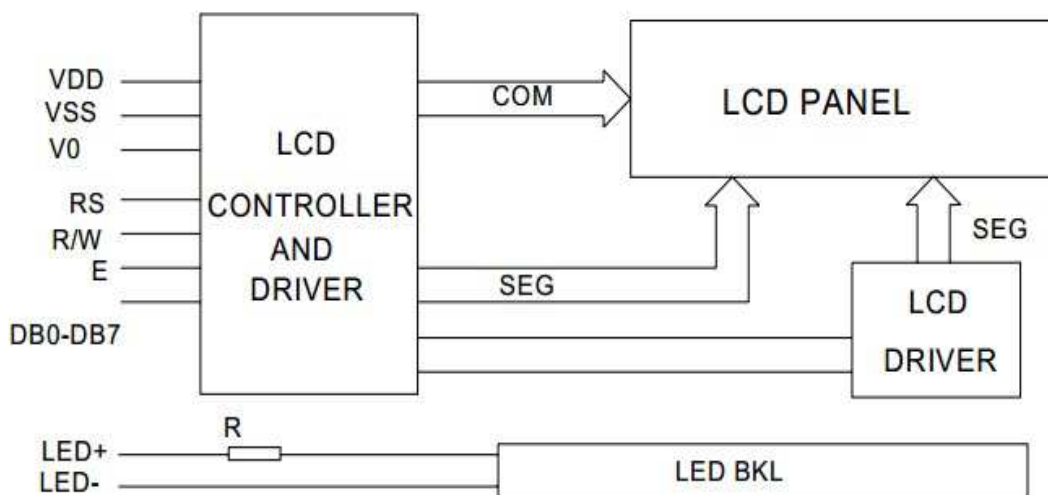 VDD
VSS
V0
RS
R/W
E
DB0-DB7
LCD
CONTROLLER
AND
DRIVER
COM
SEG
LCD PANEL
SEG
LCD
DRIVER
R
LED+
LED-
LED BKL